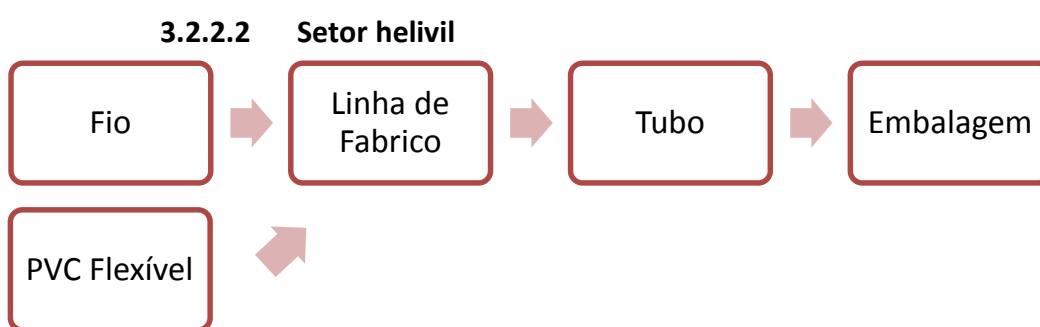 3.2.2.2 Setor helivil
Fio
Linha de
Fabrico
Tubo
Embalagem
PVC Flexível